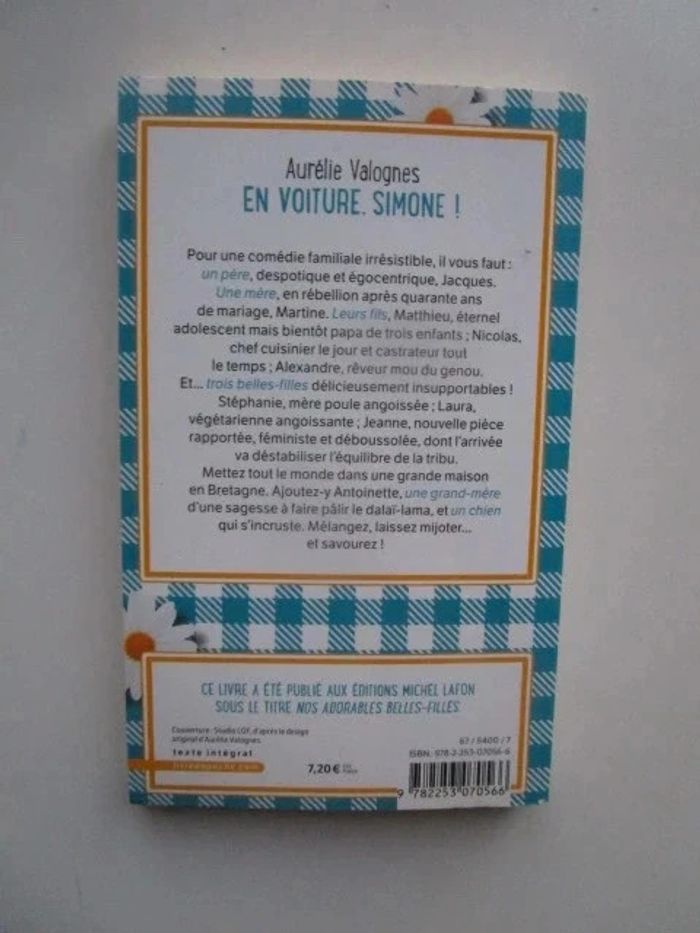 Aurélie Valognes
EN VOITURE, SIMONE !
Pour une comédie familiale irrésistible, il vous faut :
un père, despotique et égocentrique, Jacques.
Une mère, en rébellion après quarante ans
de mariage, Martine. Leurs fils, Matthieu, éternel
adolescent mais bientôt papa de trois enfants ; Nicolas,
chef cuisinier le jour et castrateur tout
le temps ; Alexandre, rêveur mou du genou.
Et... trois belles-filles délicieusement insupportables !
Stéphanie, mère poule angoissée ; Laura,
végétarienne angoissante ; Jeanne, nouvelle pièce
rapportée, féministe et déboussolée, dont l'arrivée
va déstabiliser l'équilibre de la tribu.
Mettez tout le monde dans une grande maison
en Bretagne. Ajoutez-y Antoinette, une grand-mère
d'une sagesse à faire pâlir le dalaï-lama, et un chien
qui s'incruste. Mélangez, laissez mijoter...
et savourez !
CE LIVRE A ÉTÉ PUBLIÉ AUX ÉDITIONS MICHEL LAFON
SOUS LE TITRE NOS ADORABLES BELLES-FILLES
Couverture : Studio LGF, d'après le design
original d'Aurélie Valognes.
texte intégral
livredepoche.com
7,20 €
67 / 5400 / 7
ISBN : 978-2-253-07056-6
9 782253 070566